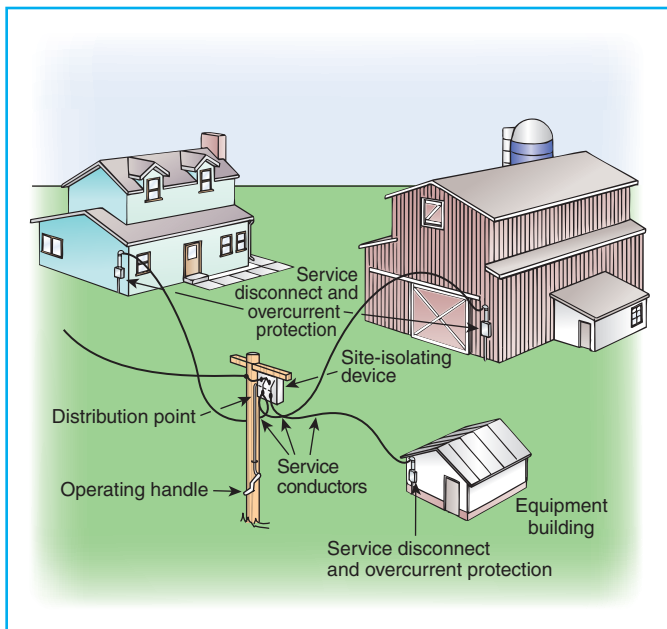 Service
disconnect and
overcurrent
protection
Site-isolating
device
Distribution point
Service
conductors
Operating handle
Equipment
building
Service disconnect
and overcurrent protection